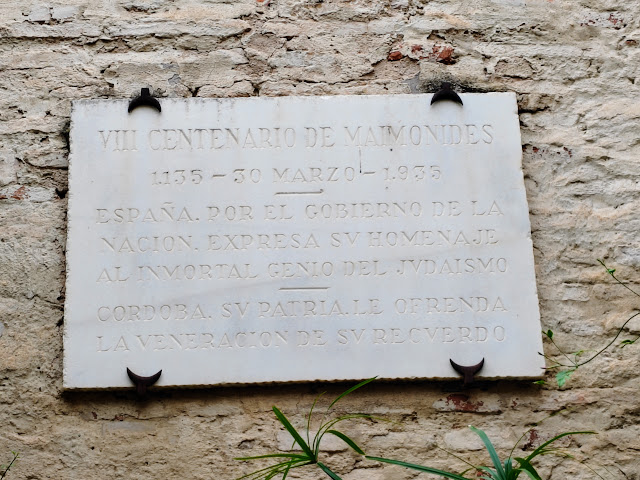 VIII CENTENARIO DE MAIMONIDES
1135 - 30 MARZO - 1935
ESPAÑA. POR EL GOBIERNO DE LA
NACION. EXPRESA SV HOMENAJE
AL INMORTAL GENIO DEL JVDAISMO
CORDOBA. SV PATRIA. LE OFRENDA
LA VENERACION DE SV RECVERDO